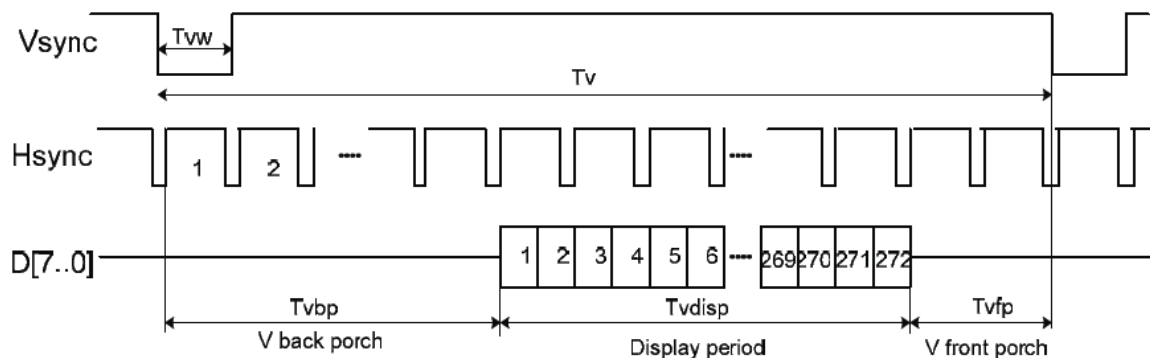 Vsync
Tvw
Tv
Hsync
1 2 ---- ----
D[7..0]
1 2 3 4 5 6 ---- 269 270 271 272
Tvbp Tvdisp Tvfp
V back porch Display period V front porch